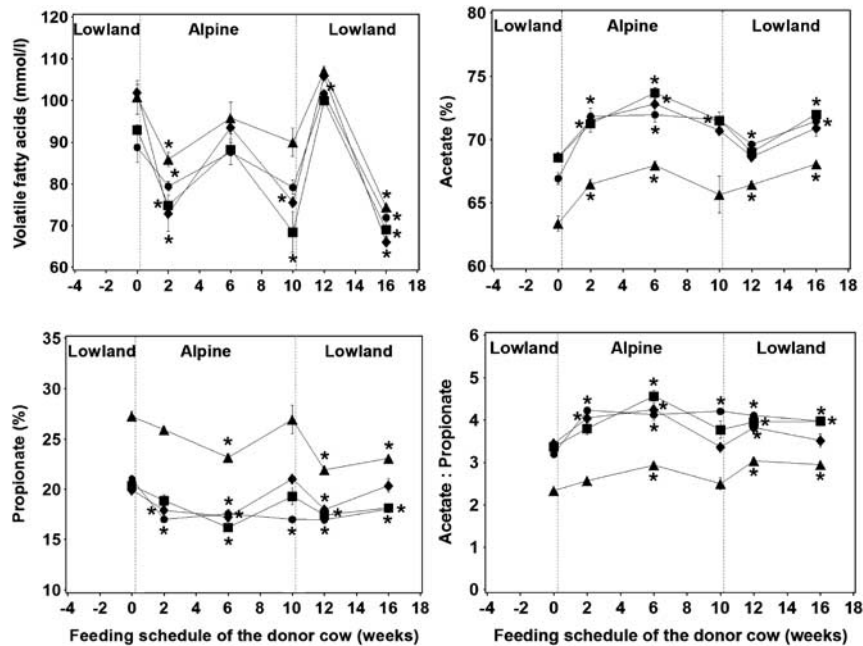 Lowland Alpine Lowland
Volatile fatty acids (mmol/l)
120
110
100
90
80
70
60
-4 -2 0 2 4 6 8 10 12 14 16 18
Lowland Alpine Lowland
Acetate (%)
80
75
70
65
60
-4 -2 0 2 4 6 8 10 12 14 16 18
Lowland Alpine Lowland
Propionate (%)
35
30
25
20
15
10
-4 -2 0 2 4 6 8 10 12 14 16 18
Feeding schedule of the donor cow (weeks)
Lowland Alpine Lowland
Acetate : Propionate
6
5
4
3
2
1
0
-4 -2 0 2 4 6 8 10 12 14 16 18
Feeding schedule of the donor cow (weeks)